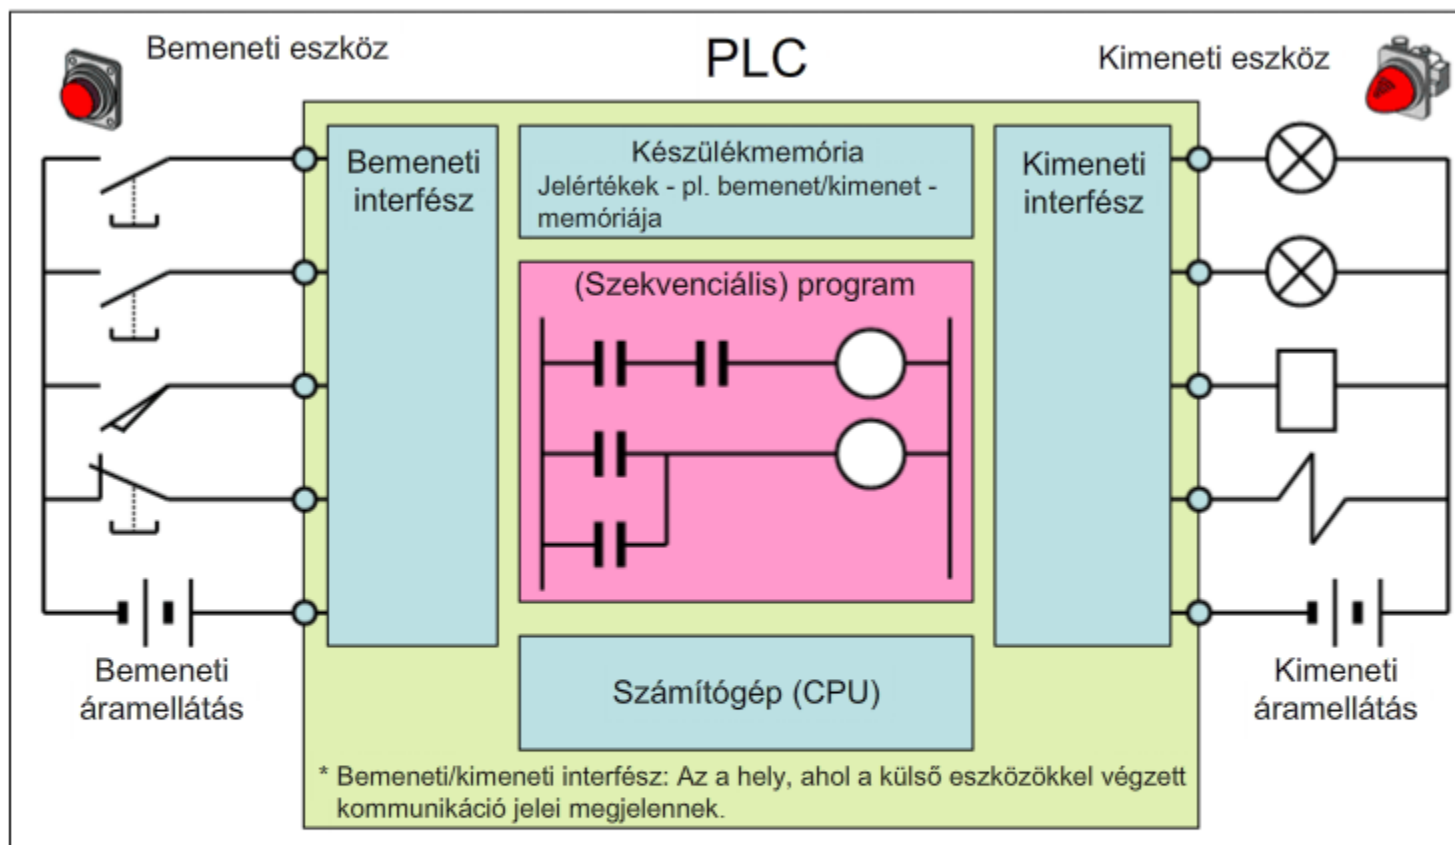 Bemeneti eszköz
PLC
Kimeneti eszköz
Bemeneti
interfész
Készülékmemória
Jelértékek - pl. bemenet/kimenet -
memóriája
Kimeneti
interfész
(Szekvenciális) program
Számítógép (CPU)
Bemeneti
áramellátás
Kimeneti
áramellátás
* Bemeneti/kimeneti interfész: Az a hely, ahol a külső eszközökkel végzett
kommunikáció jelei megjelennek.